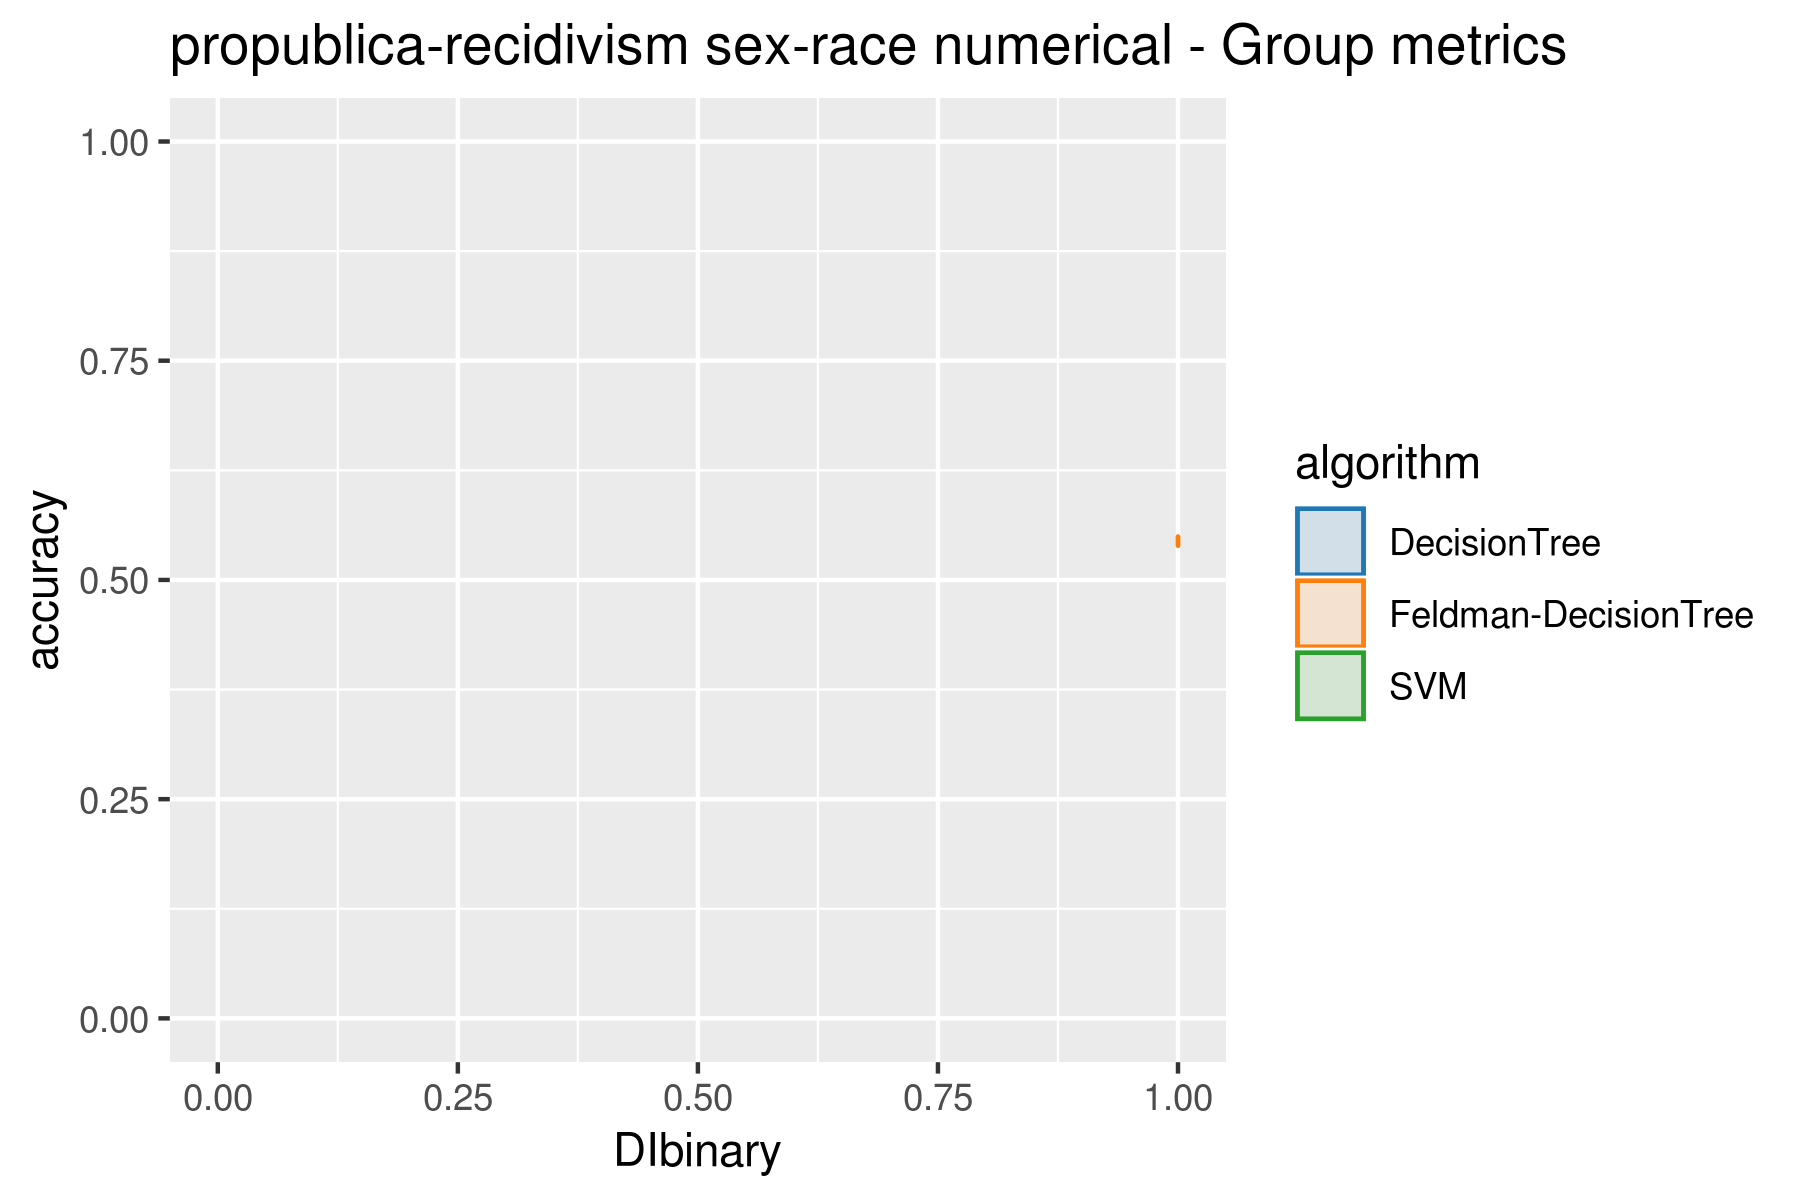 propublica-recidivism sex-race numerical - Group metrics
1.00
0.75
0.50
0.25
0.00
accuracy
0.00 0.25 0.50 0.75 1.00
DIbinary
algorithm
DecisionTree
Feldman-DecisionTree
SVM